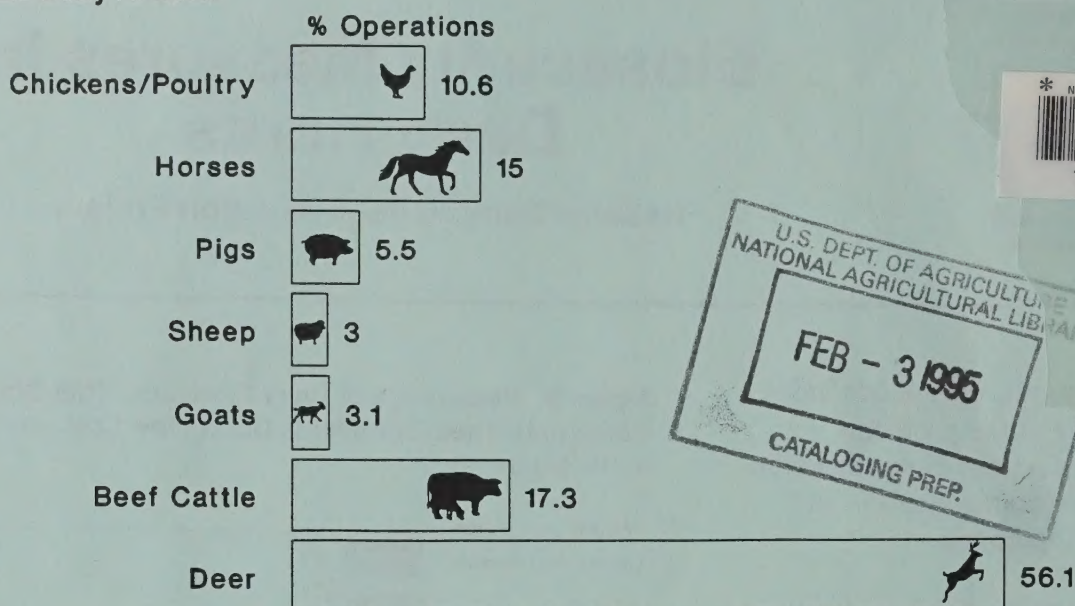 % Operations
Chickens/Poultry 10.6
Horses 15
Pigs 5.5
Sheep 3
Goats 3.1
Beef Cattle 17.3
Deer 56.1
U.S. DEPT. OF AGRICULTURE
NATIONAL AGRICULTURAL
FEB - 3 1995
CATALOGING PREP.